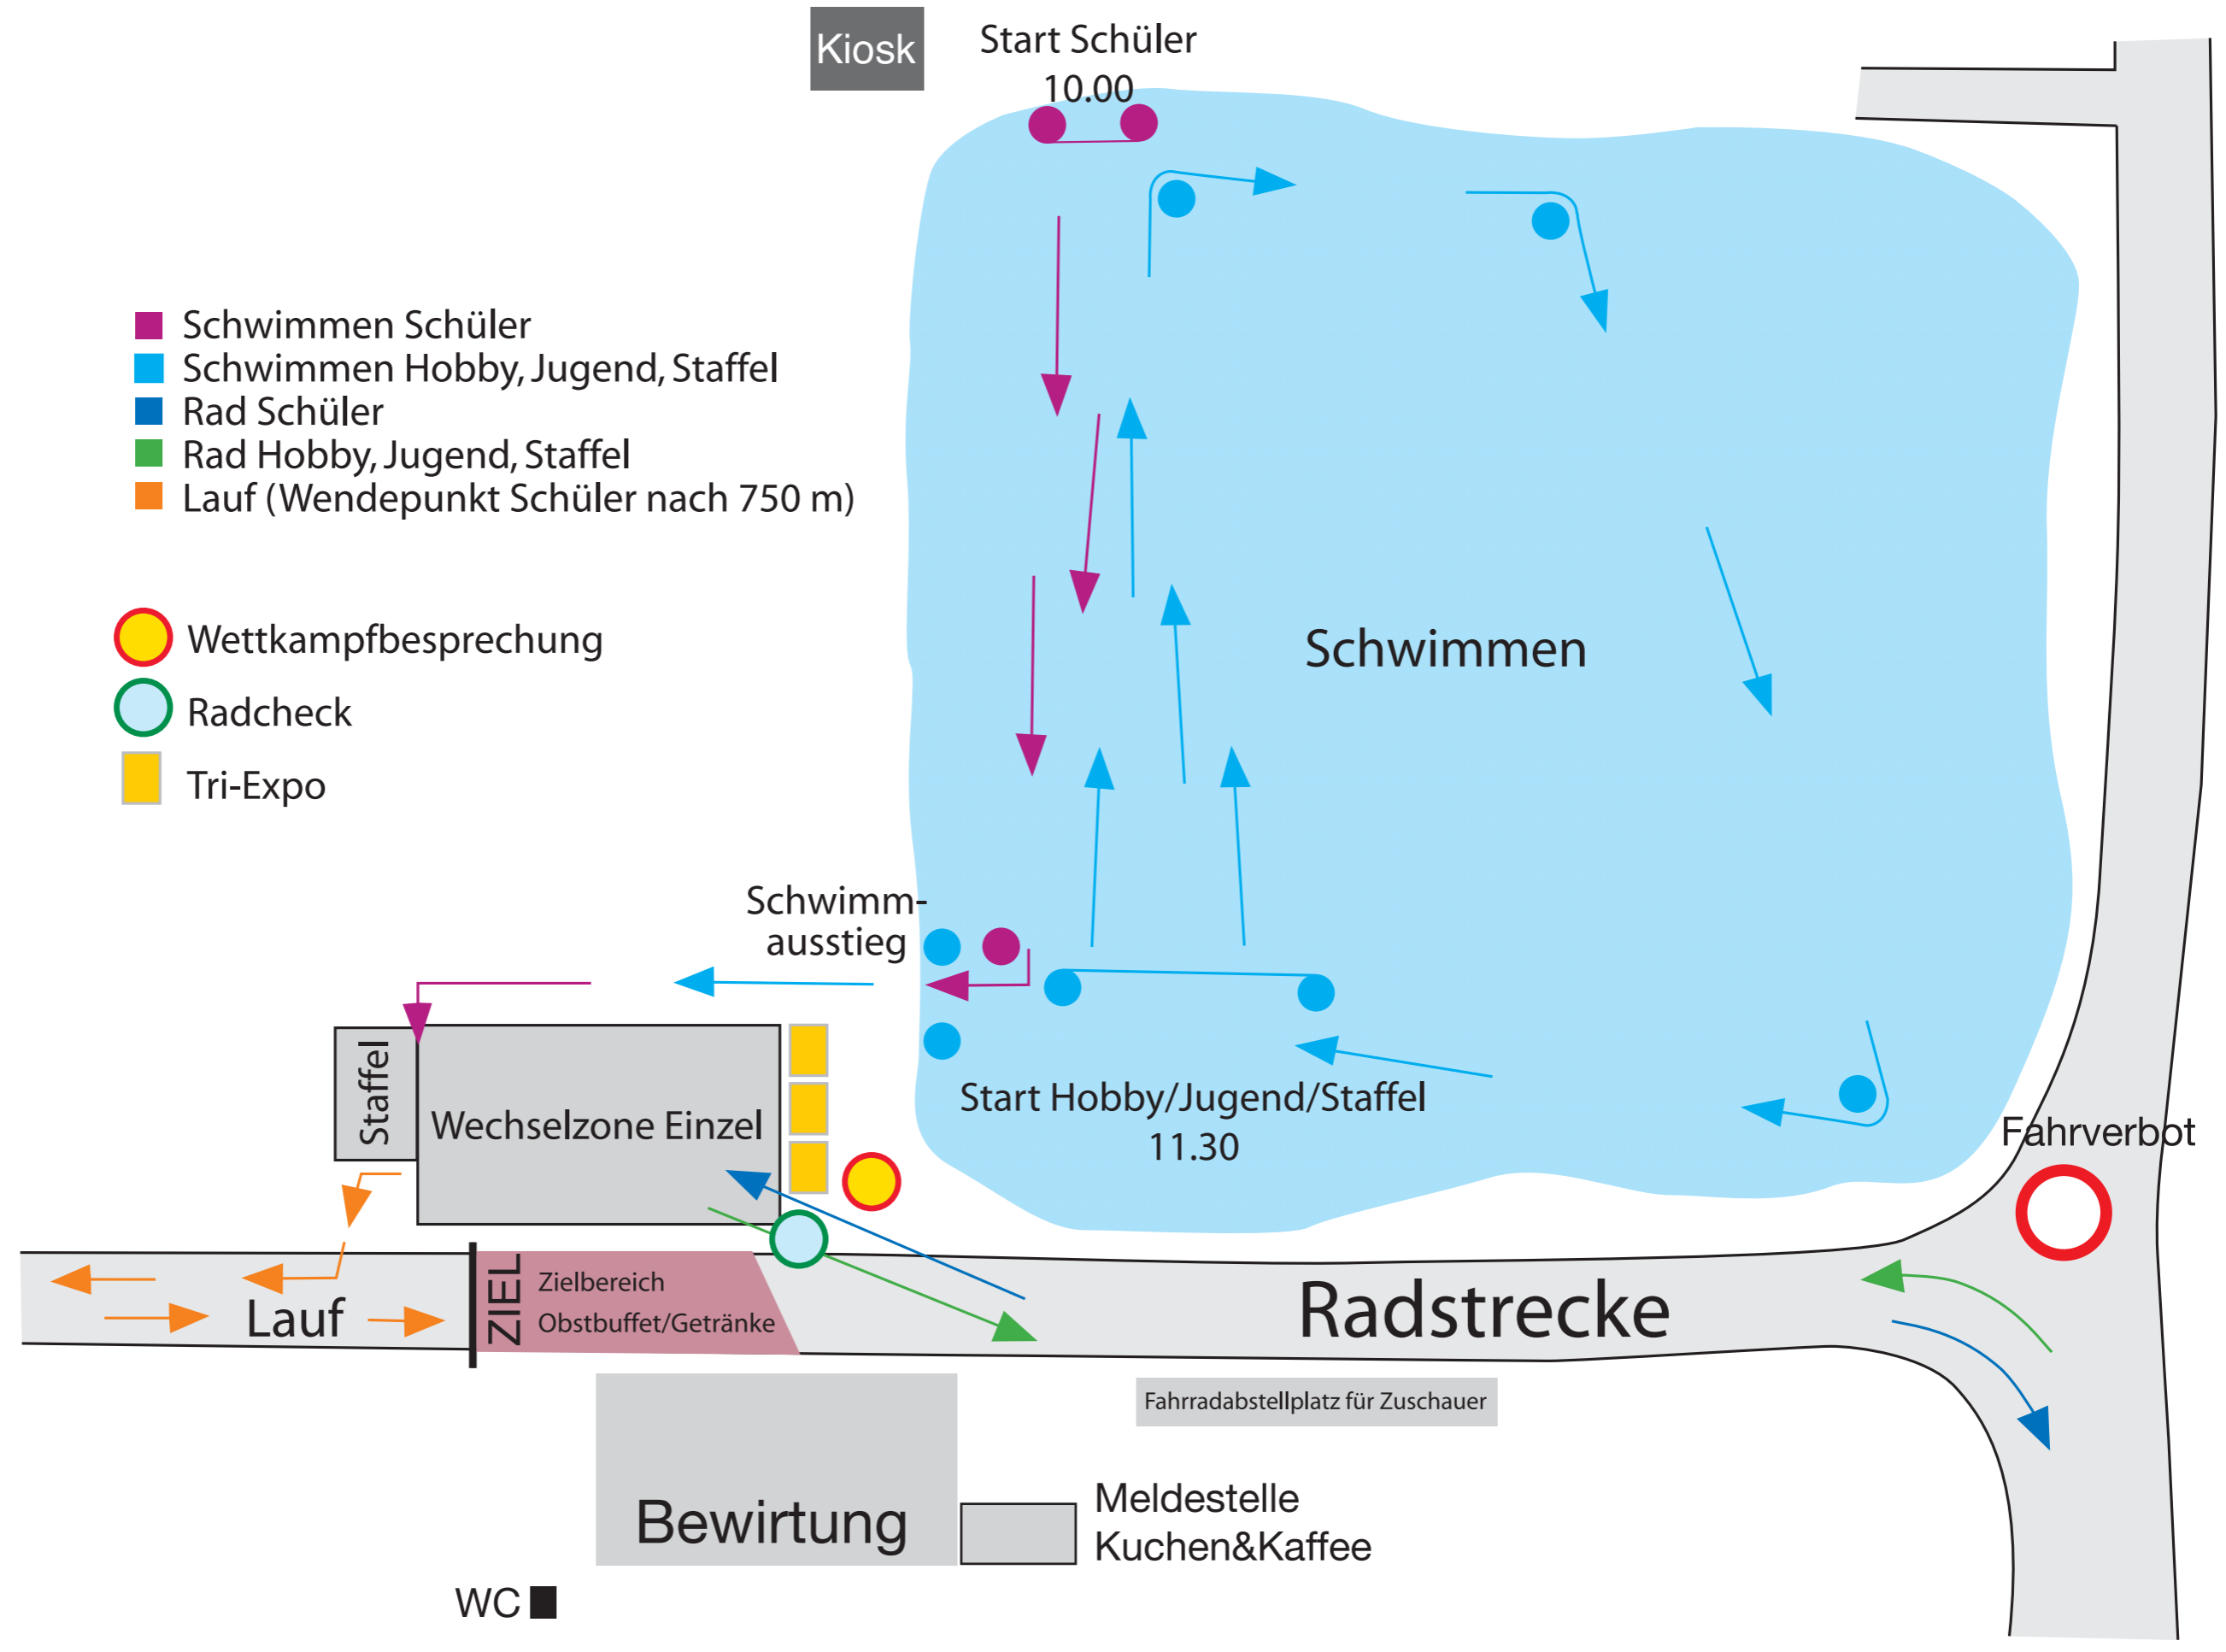 Kiosk
Start Schüler
10.00
Schwimmen Schüler
Schwimmen Hobby, Jugend, Staffel
Rad Schüler
Rad Hobby, Jugend, Staffel
Lauf (Wendepunkt Schüler nach 750 m)
Wettkampfbesprechung
Radcheck
Tri-Expo
Schwimmen
Schwimm-
ausstieg
Staffel
Wechselzone Einzel
Start Hobby/Jugend/Staffel
11.30
Fahrverbot
Lauf
ZIEL
Zielbereich
Obstbuffet/Getränke
Radstrecke
Fahrradabstellplatz für Zuschauer
Bewirtung
Meldestelle
Kuchen&Kaffee
WC